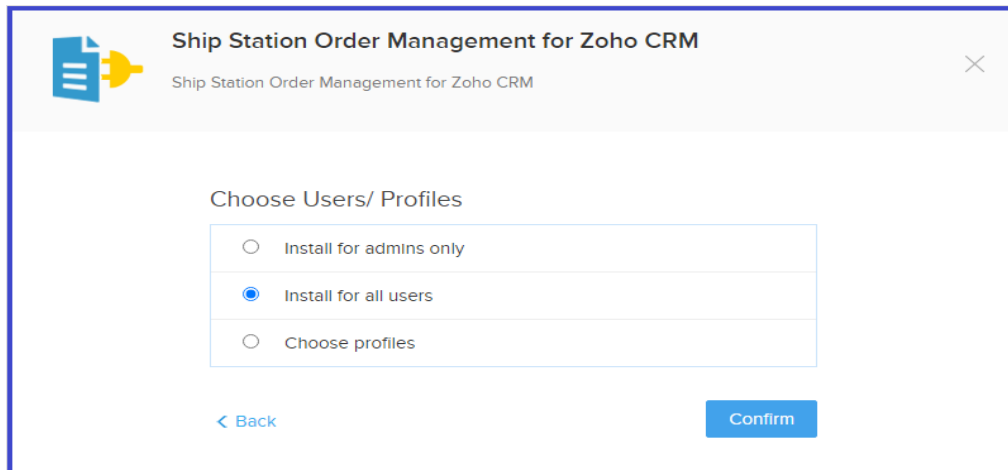 Ship Station Order Management for Zoho CRM
Ship Station Order Management for Zoho CRM
Choose Users/ Profiles
Install for admins only
Install for all users
Choose profiles
Back
Confirm